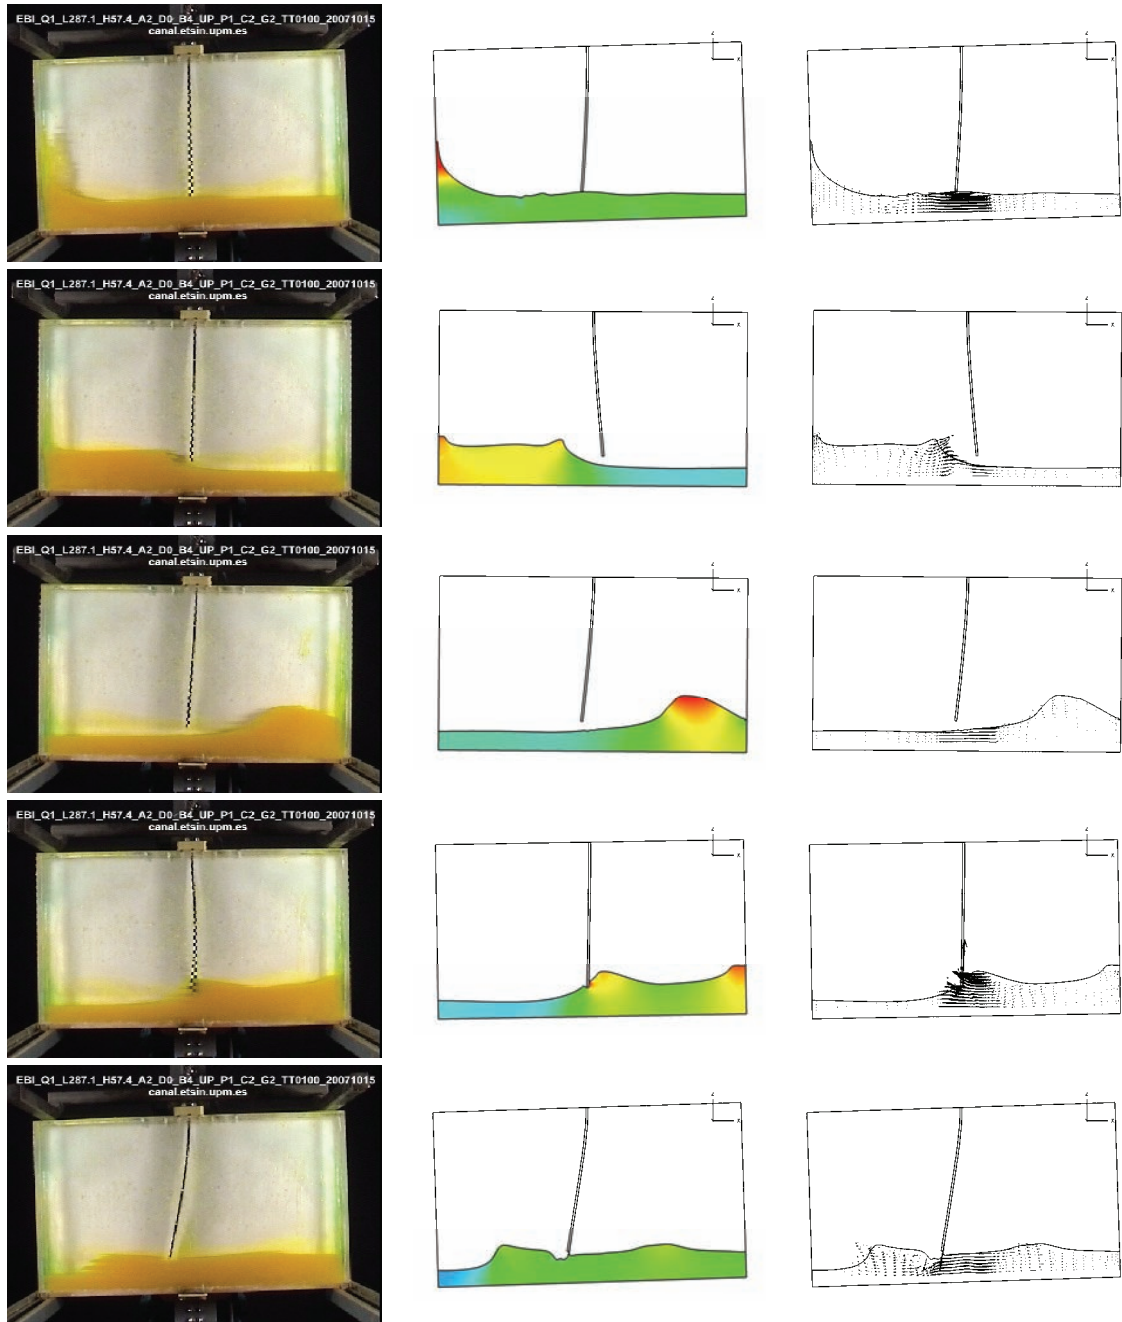 EBI_Q1_L287.1_H57.4_A2_D0_B4_UP_P1_C2_G2_TT0100_20071015
canal.etsin.upm.es
z
x
z
x
EBI_Q1_L287.1_H57.4_A2_D0_B4_UP_P1_C2_G2_TT0100_20071015
canal.etsin.upm.es
z
x
z
x
EBI_Q1_L287.1_H57.4_A2_D0_B4_UP_P1_C2_G2_TT0100_20071015
canal.etsin.upm.es
z
x
z
x
EBI_Q1_L287.1_H57.4_A2_D0_B4_UP_P1_C2_G2_TT0100_20071015
canal.etsin.upm.es
z
x
z
x
EBI_Q1_L287.1_H57.4_A2_D0_B4_UP_P1_C2_G2_TT0100_20071015
canal.etsin.upm.es
z
x
z
x